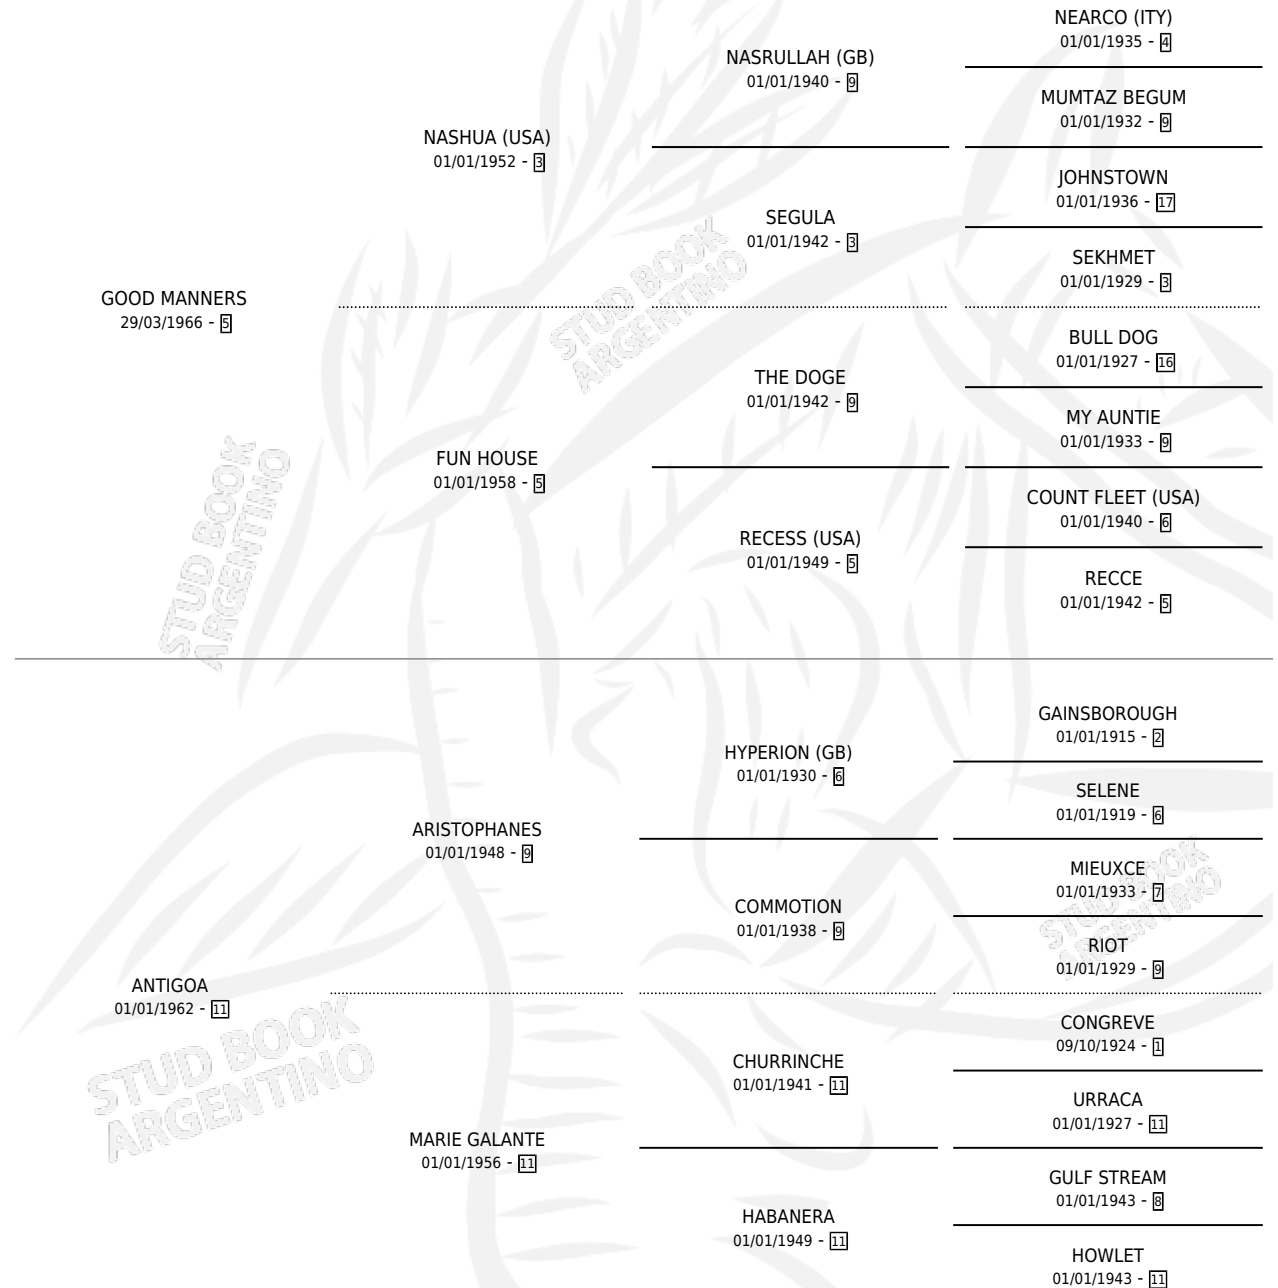 NEARCO (ITY)
01/01/1935 - 4
NASRULLAH (GB)
01/01/1940 - 9
MUMTAZ BEGUM
01/01/1932 - 9
NASHUA (USA)
01/01/1952 - 3
JOHNSTOWN
01/01/1936 - 17
SEGULA
01/01/1942 - 3
SEKHMET
01/01/1929 - 3
GOOD MANNERS
29/03/1966 - 5
STUD BOOK
ARGENTINO
BULL DOG
01/01/1927 - 16
THE DOGE
01/01/1942 - 9
MY AUNTIE
01/01/1933 - 9
FUN HOUSE
01/01/1958 - 5
COUNT FLEET (USA)
01/01/1940 - 6
RECESS (USA)
01/01/1949 - 5
RECCE
01/01/1942 - 5
STUD BOOK
ARGENTINO
GAINSBOROUGH
01/01/1915 - 2
HYPERION (GB)
01/01/1930 - 6
SELENE
01/01/1919 - 6
ARISTOPHANES
01/01/1948 - 9
MIEUXCE
01/01/1933 - 7
STUD BOOK
ARGENTINO
COMMOTION
01/01/1938 - 9
RIOT
01/01/1929 - 9
ANTIGOA
01/01/1962 - 11
STUD BOOK
ARGENTINO
CONGREVE
09/10/1924 - 1
CHURRINCHE
01/01/1941 - 11
URRACA
01/01/1927 - 11
MARIE GALANTE
01/01/1956 - 11
GULF STREAM
01/01/1943 - 8
HABANERA
01/01/1949 - 11
HOWLET
01/01/1943 - 11